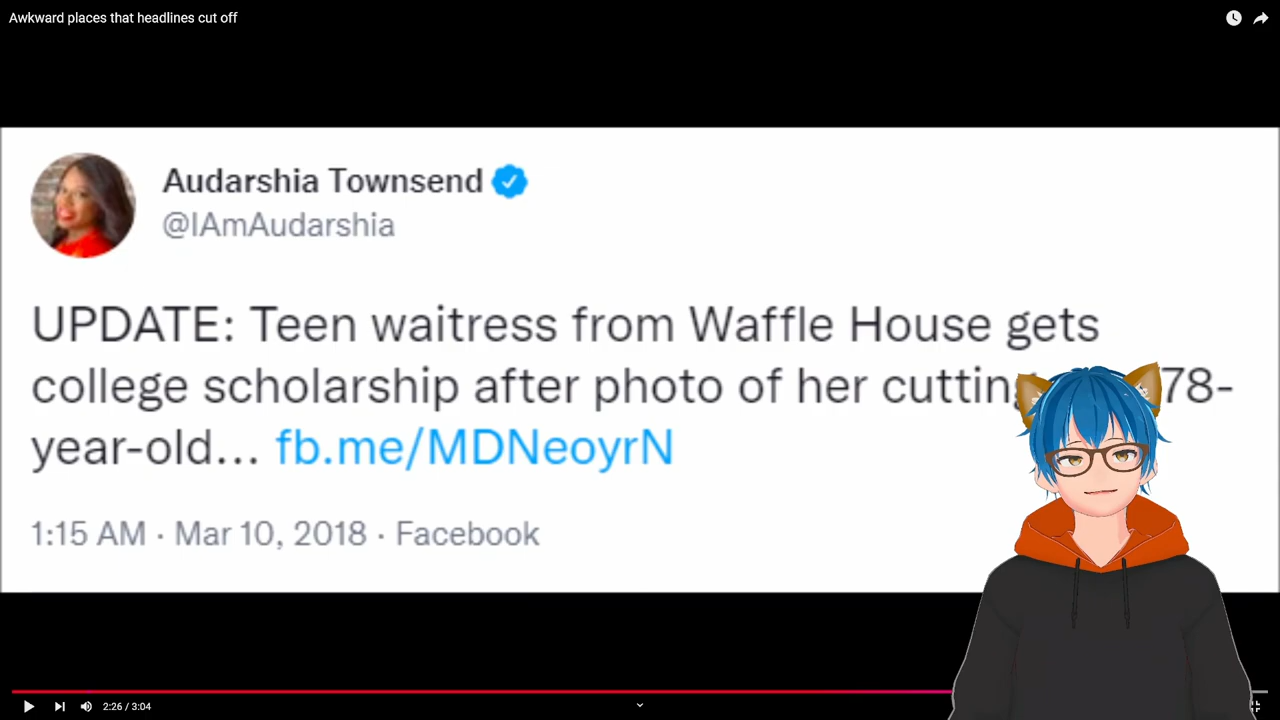 Awkward places that headlines cut off
Audarshia Townsend
@IAmAudarshia
UPDATE: Teen waitress from Waffle House gets
college scholarship after photo of her cutting 78-
year-old... fb.me/MDNeoyrN
1:15 AM · Mar 10, 2018 · Facebook
2:26 / 3:04